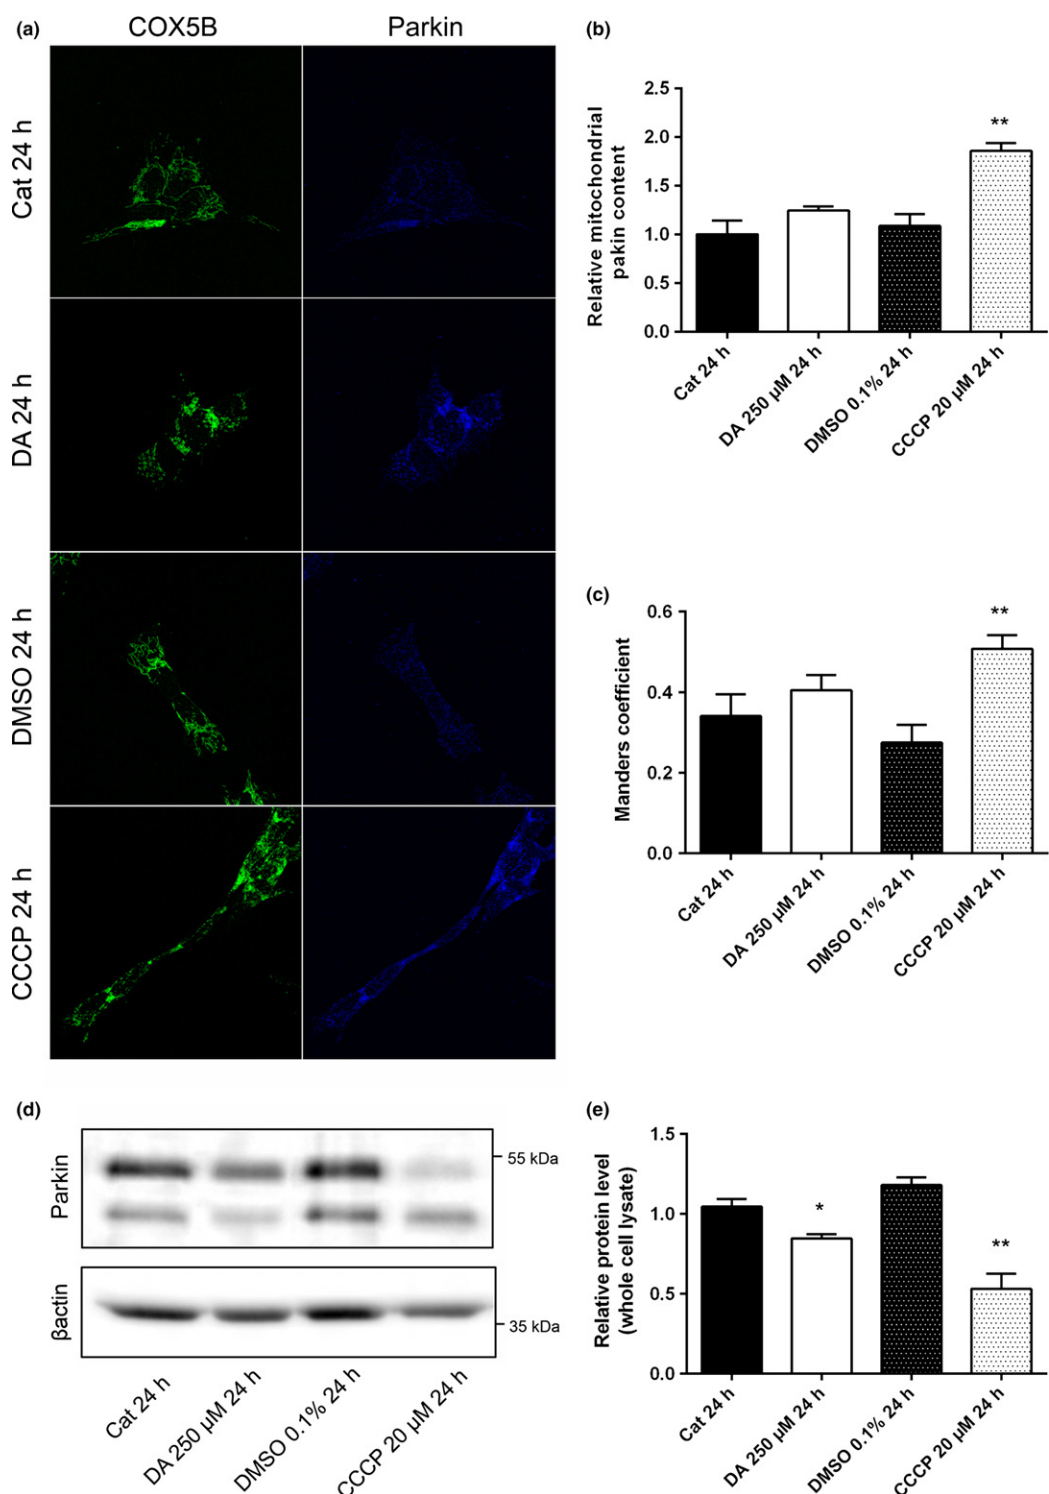 (a)
COX5B
Parkin
Cat 24 h
DA 24 h
DMSO 24 h
CCCP 24 h
(b)
Relative mitochondrial
pakin content
2.5
2.0
1.5
1.0
0.5
0.0
**
Cat 24 h
DA 250 µM 24 h
DMSO 0.1% 24 h
CCCP 20 µM 24 h
(c)
Manders coefficient
0.6
0.4
0.2
0.0
**
Cat 24 h
DA 250 µM 24 h
DMSO 0.1% 24 h
CCCP 20 µM 24 h
(d)
Parkin
55 kDa
βactin
35 kDa
Cat 24 h
DA 250 µM 24 h
DMSO 0.1% 24 h
CCCP 20 µM 24 h
(e)
Relative protein level
(whole cell lysate)
1.5
1.0
0.5
0.0
*
**
Cat 24 h
DA 250 µM 24 h
DMSO 0.1% 24 h
CCCP 20 µM 24 h